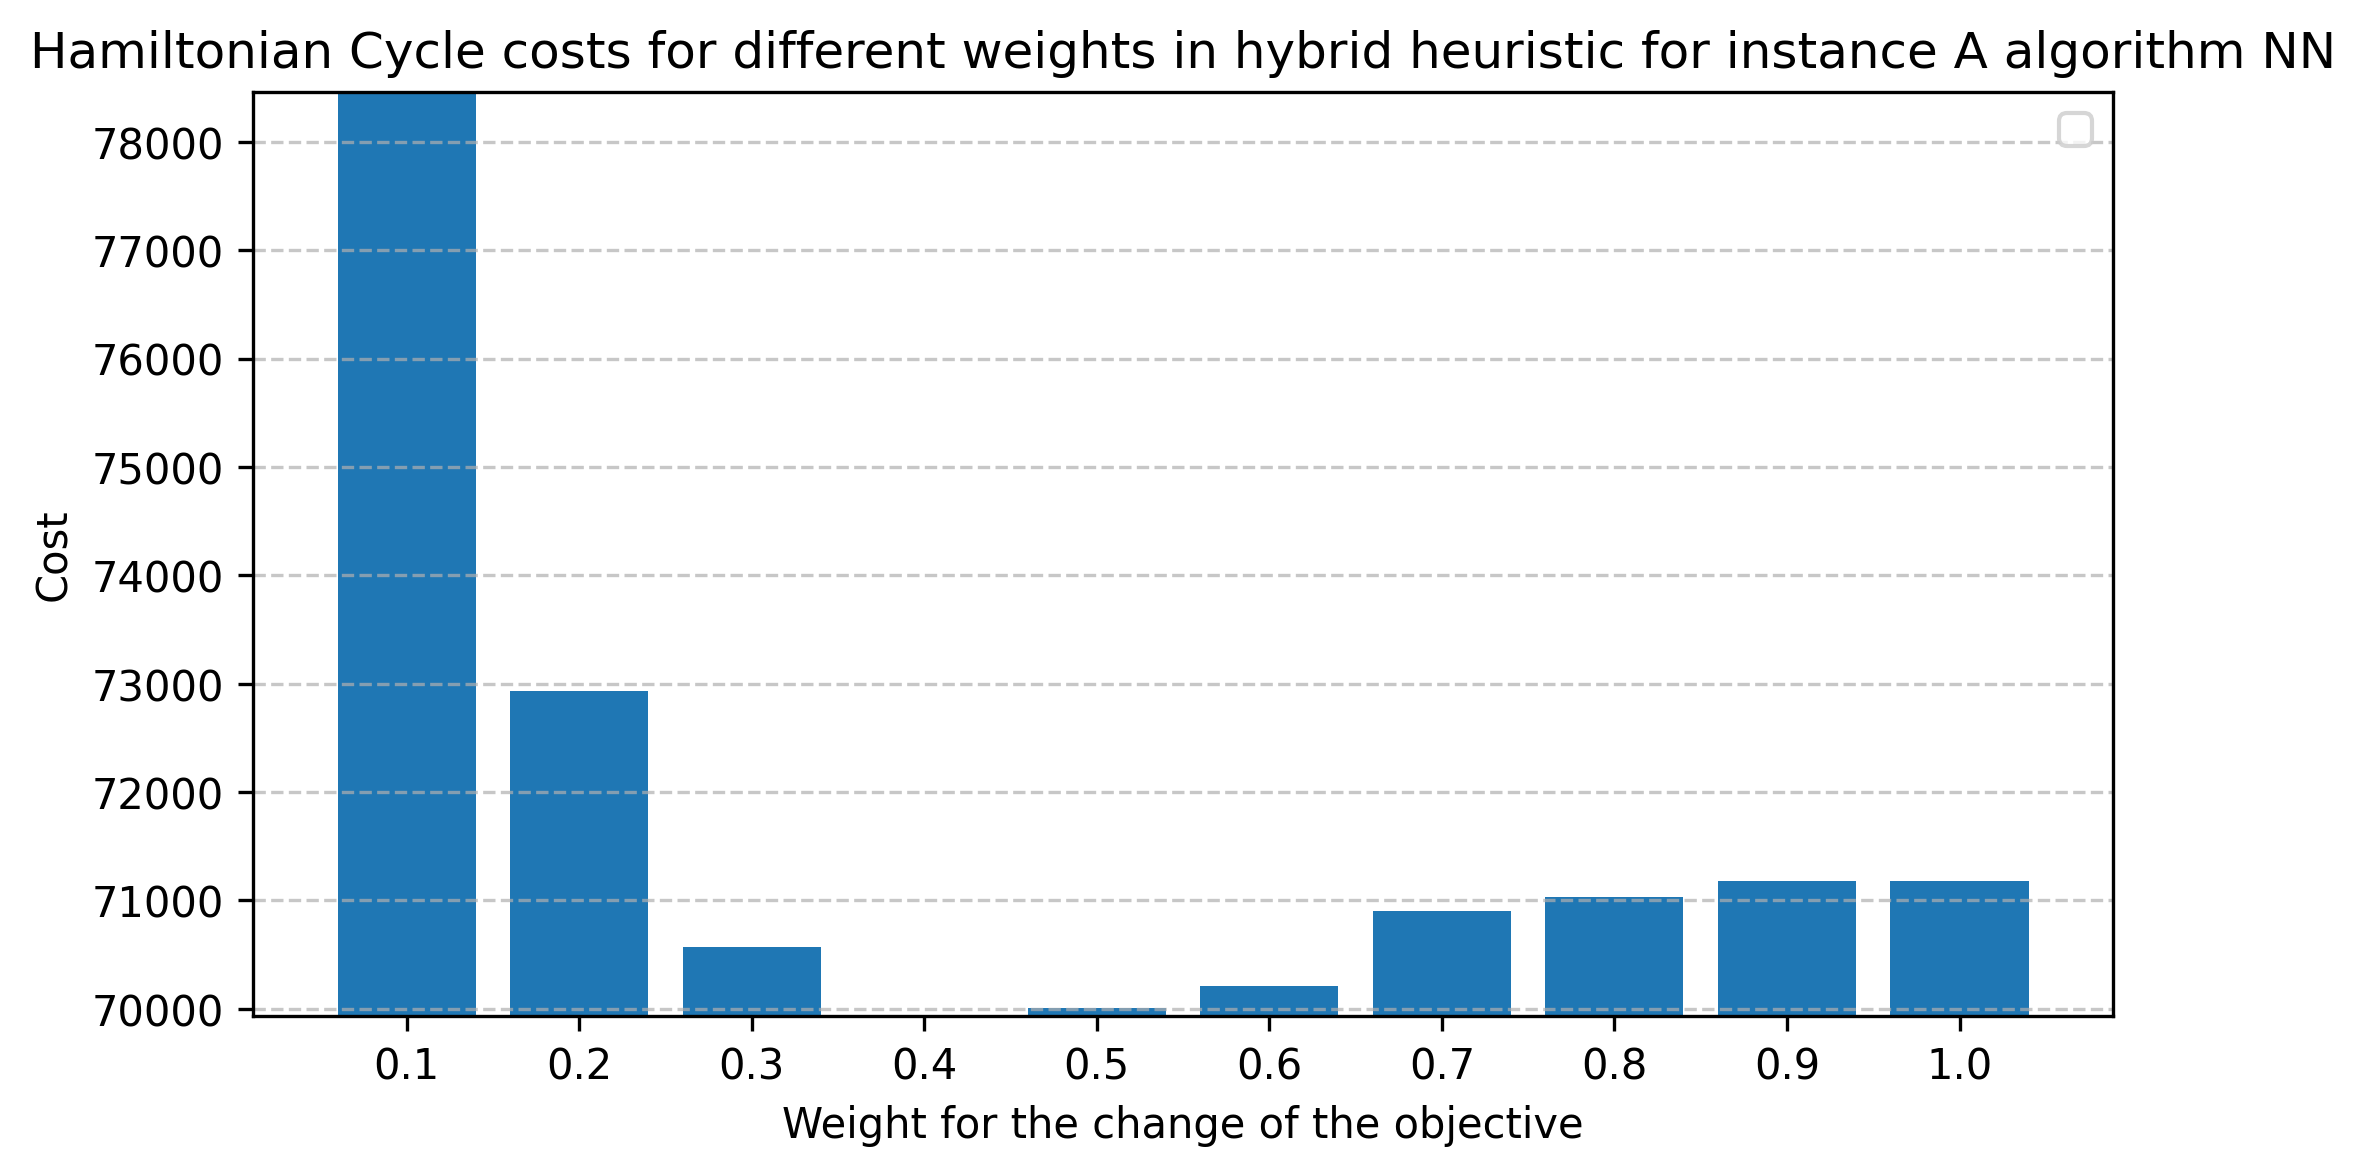 Hamiltonian Cycle costs for different weights in hybrid heuristic for instance A algorithm NN
78000
77000
76000
75000
74000
73000
72000
71000
70000
Cost
0.1 0.2 0.3 0.4 0.5 0.6 0.7 0.8 0.9 1.0
Weight for the change of the objective